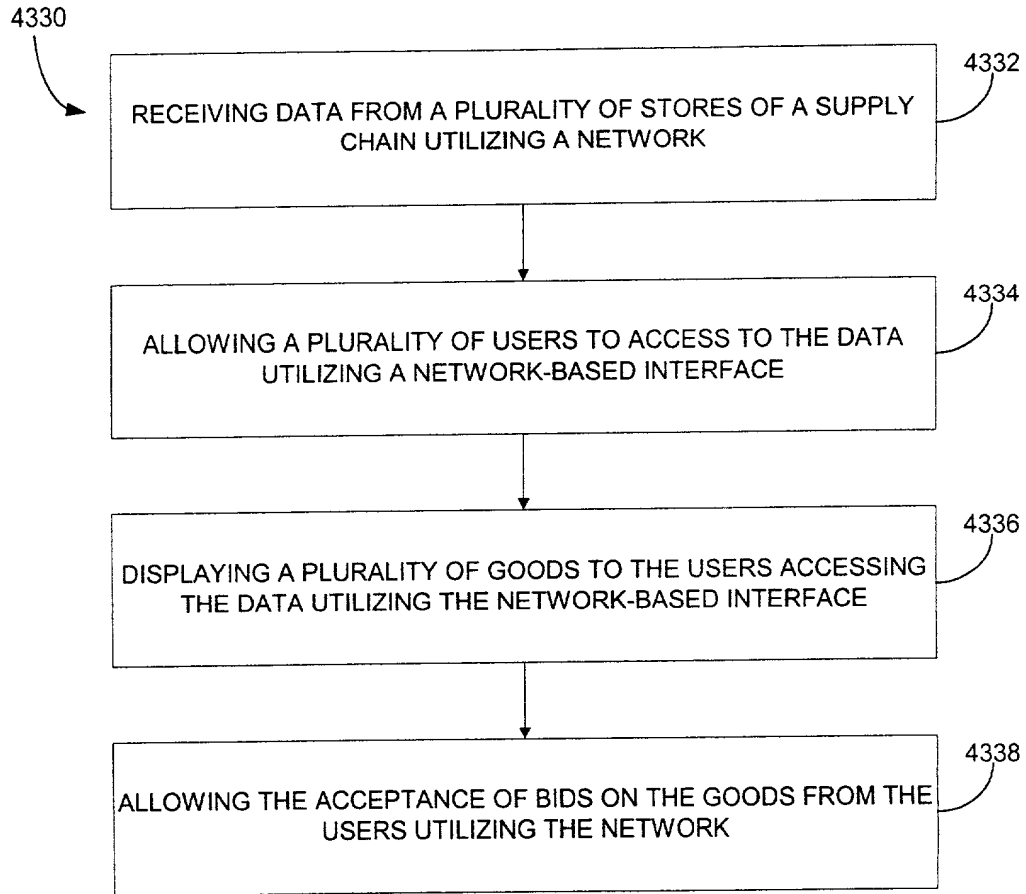 4330
4332
RECEIVING DATA FROM A PLURALITY OF STORES OF A SUPPLY
CHAIN UTILIZING A NETWORK
4334
ALLOWING A PLURALITY OF USERS TO ACCESS TO THE DATA
UTILIZING A NETWORK-BASED INTERFACE
4336
DISPLAYING A PLURALITY OF GOODS TO THE USERS ACCESSING
THE DATA UTILIZING THE NETWORK-BASED INTERFACE
4338
ALLOWING THE ACCEPTANCE OF BIDS ON THE GOODS FROM THE
USERS UTILIZING THE NETWORK